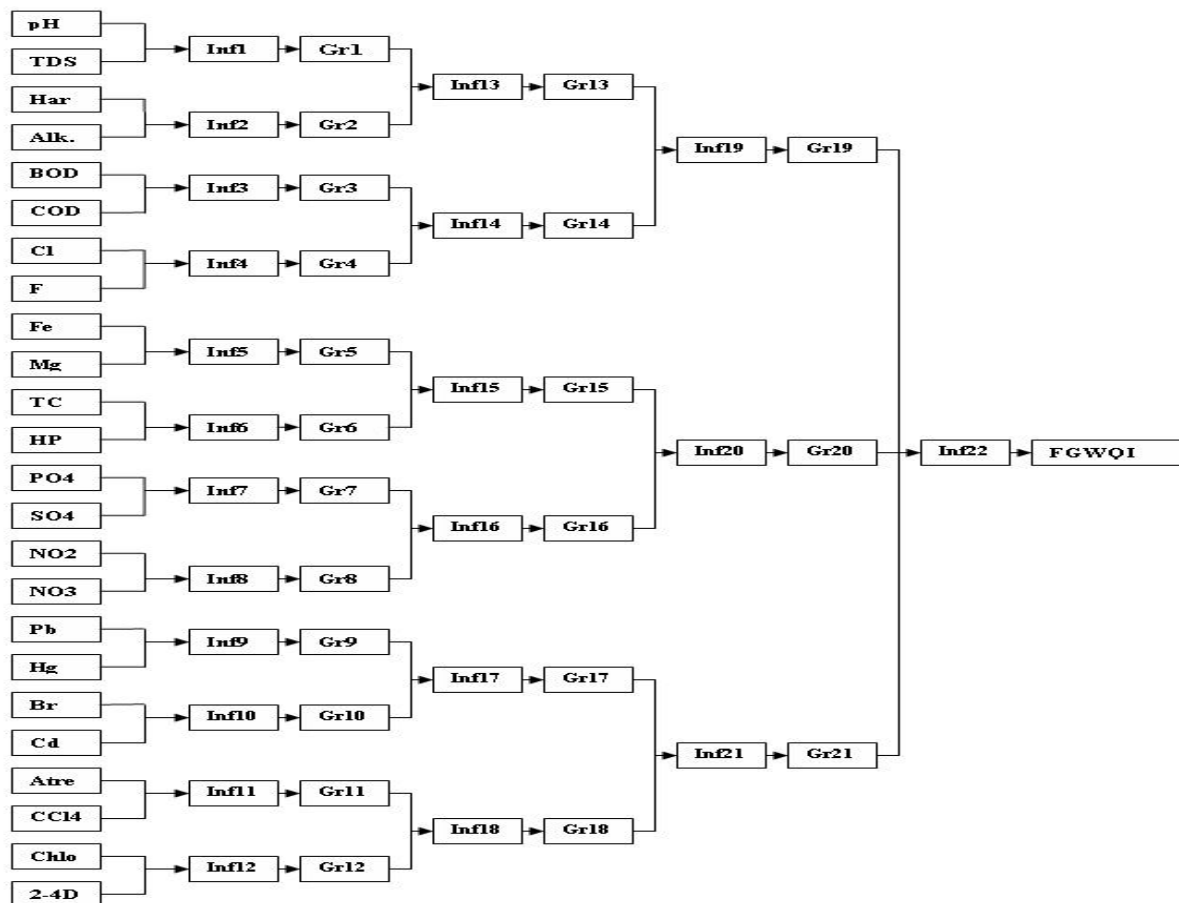 pH
TDS
Har
Alk.
BOD
COD
Cl
F
Fe
Mg
TC
HP
PO4
SO4
NO2
NO3
Pb
Hg
Br
Cd
Atre
CCl4
Chlo
2-4D
Inf1
Inf2
Inf3
Inf4
Inf5
Inf6
Inf7
Inf8
Inf9
Inf10
Inf11
Inf12
Gr1
Gr2
Gr3
Gr4
Gr5
Gr6
Gr7
Gr8
Gr9
Gr10
Gr11
Gr12
Inf13
Inf14
Inf15
Inf16
Inf17
Inf18
Gr13
Gr14
Gr15
Gr16
Gr17
Gr18
Inf19
Inf20
Inf21
Gr19
Gr20
Gr21
Inf22
FGWQI